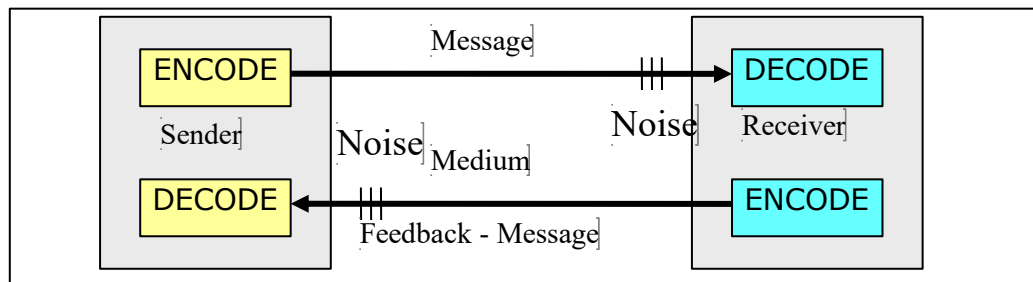 Message
ENCODE
DECODE
Sender
Noise
Noise
Receiver
Medium
DECODE
ENCODE
Feedback - Message